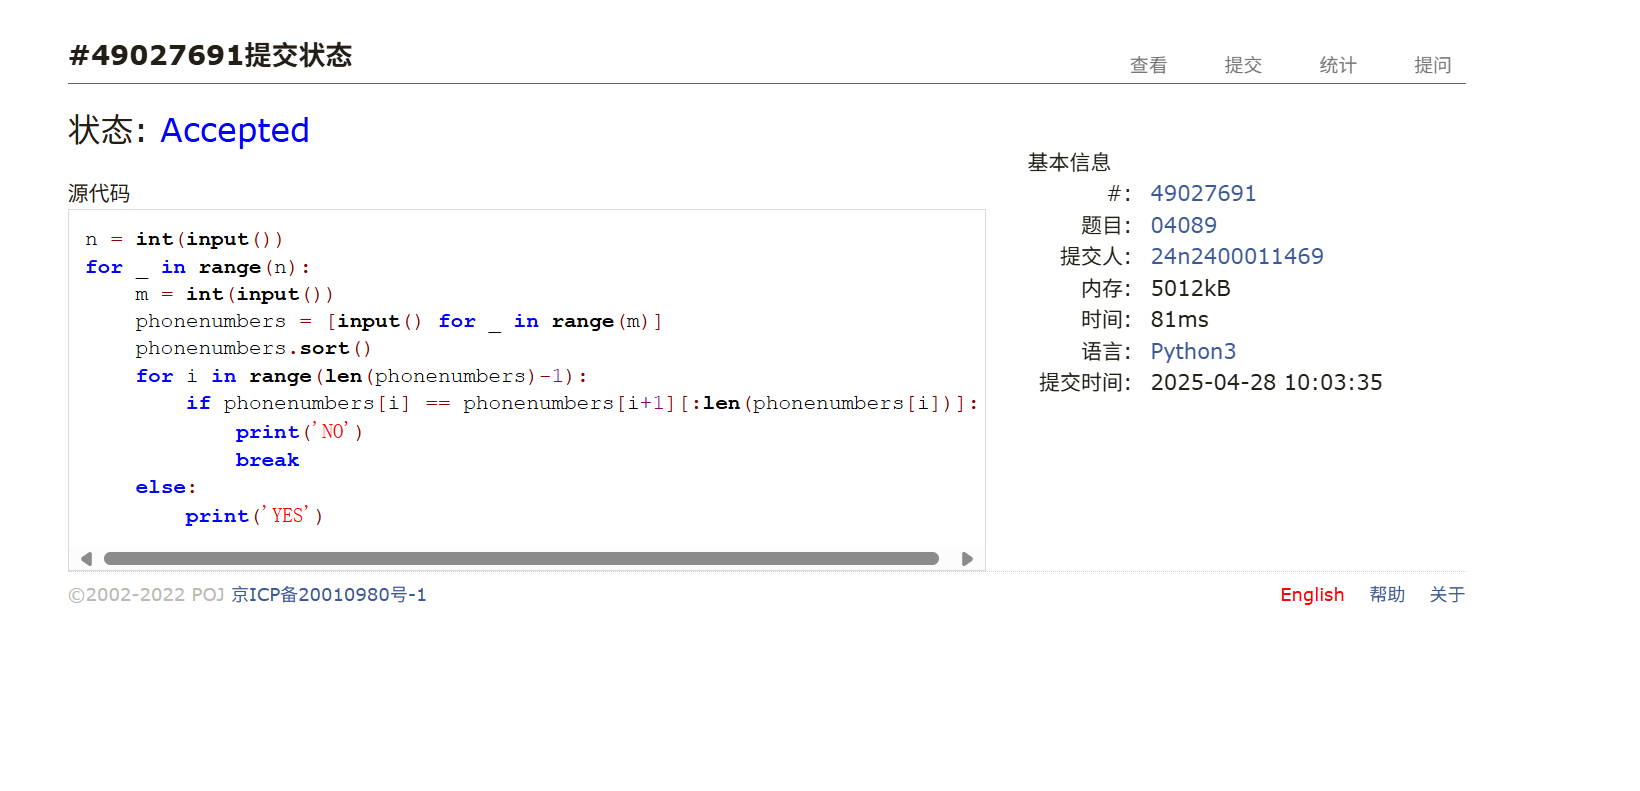 #49027691提交状态
查看 提交 统计 提问
状态: Accepted
源代码
n = int(input())
for _ in range(n):
    m = int(input())
    phonenumbers = [input() for _ in range(m)]
    phonenumbers.sort()
    for i in range(len(phonenumbers)-1):
        if phonenumbers[i] == phonenumbers[i+1][:len(phonenumbers[i])]:
            print('NO')
            break
    else:
        print('YES')
基本信息
#: 49027691
题目: 04089
提交人: 24n2400011469
内存: 5012kB
时间: 81ms
语言: Python3
提交时间: 2025-04-28 10:03:35
©2002-2022 POJ 京ICP备20010980号-1
English 帮助 关于